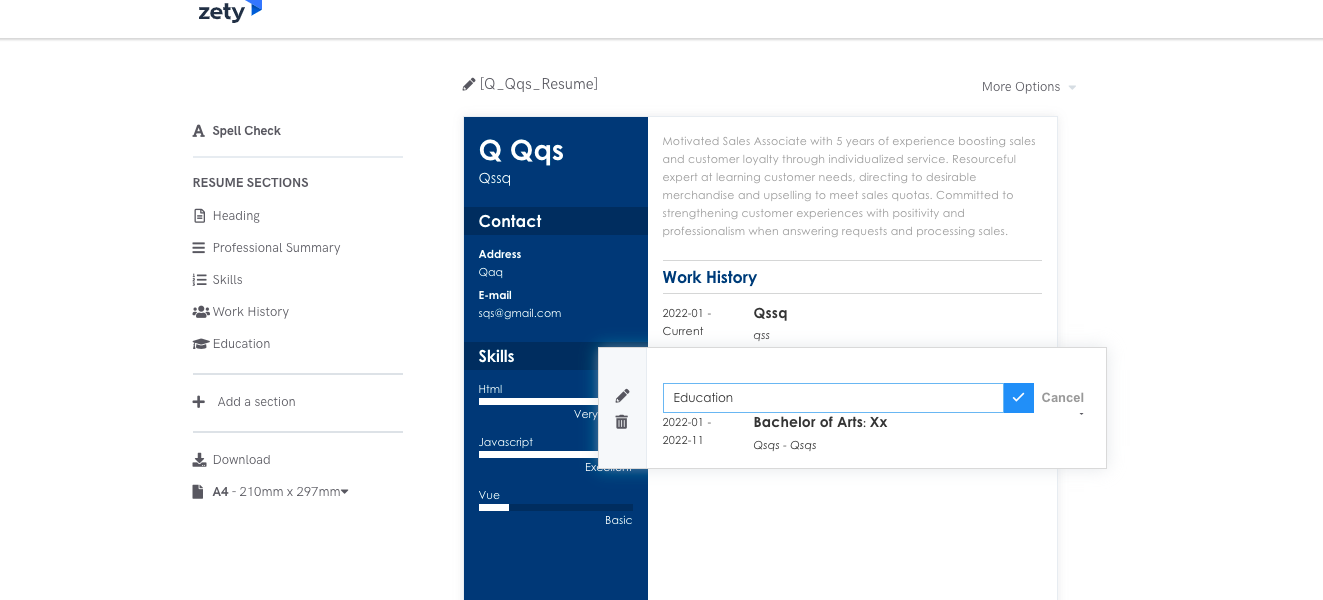 zety
[Q_Qqs_Resume]
More Options
Spell Check
RESUME SECTIONS
Heading
Professional Summary
Skills
Work History
Education
Add a section
Download
A4 - 210mm x 297mm
Q Qqs
Qssq
Contact
Address
Qaq
E-mail
sqs@gmail.com
Skills
Html
Very
Javascript
Excellent
Vue
Basic
Motivated Sales Associate with 5 years of experience boosting sales
and customer loyalty through individualized service. Resourceful
expert at learning customer needs, directing to desirable
merchandise and upselling to meet sales quotas. Committed to
strengthening customer experiences with positivity and
professionalism when answering requests and processing sales.
Work History
2022-01 -
Current
Qssq
qss
Education
Cancel
2022-01 -
2022-11
Bachelor of Arts: Xx
Qsqs - Qsqs